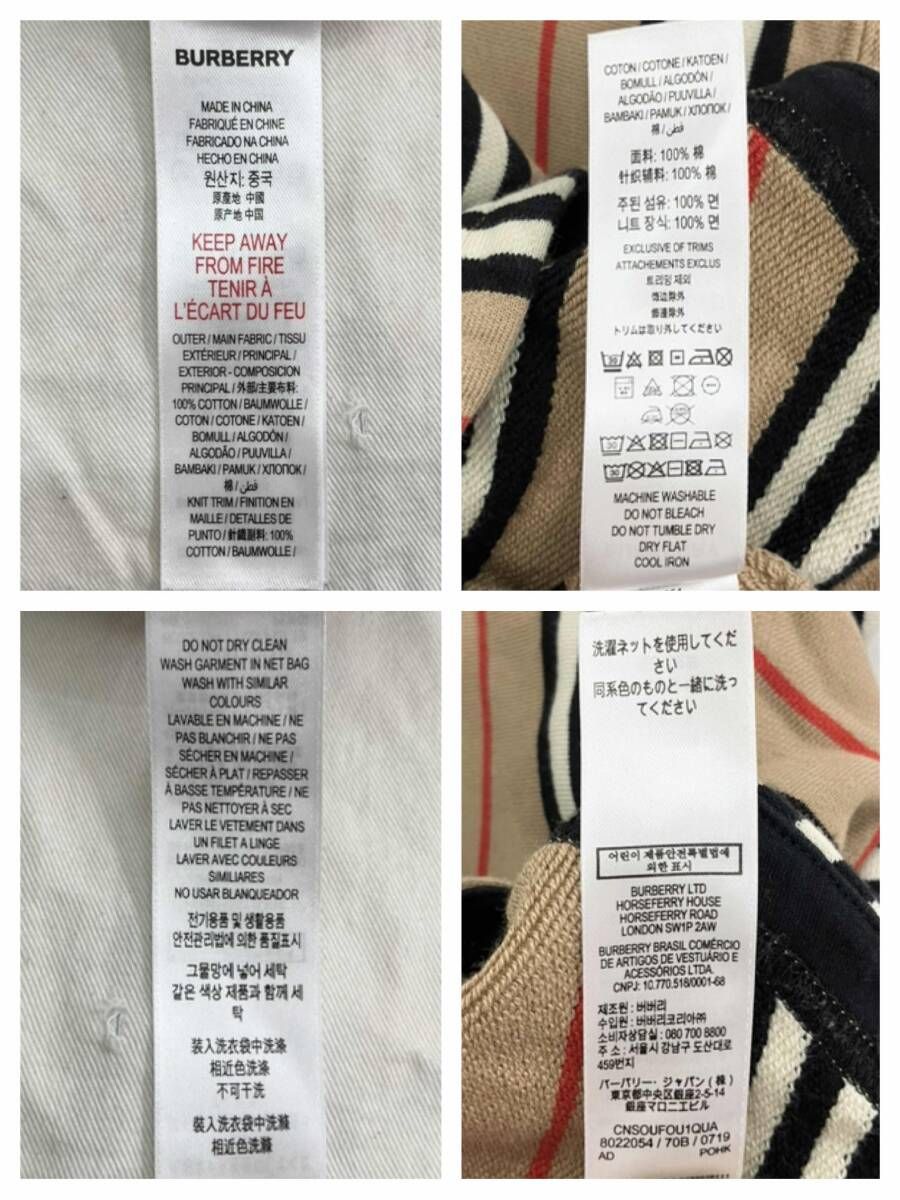 BURBERRY
MADE IN CHINA
FABRIQUÉ EN CHINE
FABRICADO NA CHINA
HECHO EN CHINA
원산지: 중국
原產地 中國
原产地 中国
KEEP AWAY
FROM FIRE
TENIR À
L'ÉCART DU FEU
OUTER / MAIN FABRIC / TISSU
EXTÉRIEUR / PRINCIPAL /
EXTERIOR - COMPOSICION
PRINCIPAL / 外部/主要布料:
100% COTTON / BAUMWOLLE /
COTON / COTONE / KATOEN /
BOMULL / ALGODÓN /
ALGODÃO / PUUVILLA /
BAMBAKI / PAMUK / ХЛОПОК /
棉 / قطن /
KNIT TRIM / FINITION EN
MAILLE / DETALLES DE
PUNTO / 針織副料: 100%
COTTON / BAUMWOLLE /
COTON / COTONE / KATOEN /
BOMULL / ALGODÓN /
ALGODÃO / PUUVILLA /
BAMBAKI / PAMUK / ХЛОПОК /
棉 / قطن /
面料: 100% 棉
针织辅料: 100% 棉
주된 섬유: 100% 면
니트 장식: 100% 면
EXCLUSIVE OF TRIMS
ATTACHEMENTS EXCLUS
트리밍 제외
饰边除外
飾邊除外
トリムは取り外してください
MACHINE WASHABLE
DO NOT BLEACH
DO NOT TUMBLE DRY
DRY FLAT
COOL IRON
DO NOT DRY CLEAN
WASH GARMENT IN NET BAG
WASH WITH SIMILAR
COLOURS
LAVABLE EN MACHINE / NE
PAS BLANCHIR / NE PAS
SÉCHER EN MACHINE /
SÉCHER À PLAT / REPASSER
À BASSE TEMPÉRATURE / NE
PAS NETTOYER À SEC
LAVER LE VETEMENT DANS
UN FILET A LINGE
LAVER AVEC COULEURS
SIMILIARES
NO USAR BLANQUEADOR
전기용품 및 생활용품
안전관리법에 의한 품질표시
그물망에 넣어 세탁
같은 색상 제품과 함께 세
탁
装入洗衣袋中洗涤
相近色洗涤
不可干洗
裝入洗衣袋中洗滌
相近色洗滌
洗濯ネットを使用してくだ
さい
同系色のものと一緒に洗っ
てください
어린이 제품안전특별법에
의한 표시
BURBERRY LTD
HORSEFERRY HOUSE
HORSEFERRY ROAD
LONDON SW1P 2AW
BURBERRY BRASIL COMÉRCIO
DE ARTIGOS DE VESTUÁRIO E
ACESSÓRIOS LTDA.
CNPJ: 10.770.518/0001-68
제조원 : 버버리
수입원 : 버버리코리아㈜
소비자상담실 : 080 700 8800
주 소 : 서울시 강남구 도산대로
459번지
バーバリー・ジャパン (株)
東京都中央区銀座2-5-14
銀座マロニエビル
CNSOUFOU1QUA
8022054 / 70B / 0719
AD POHK